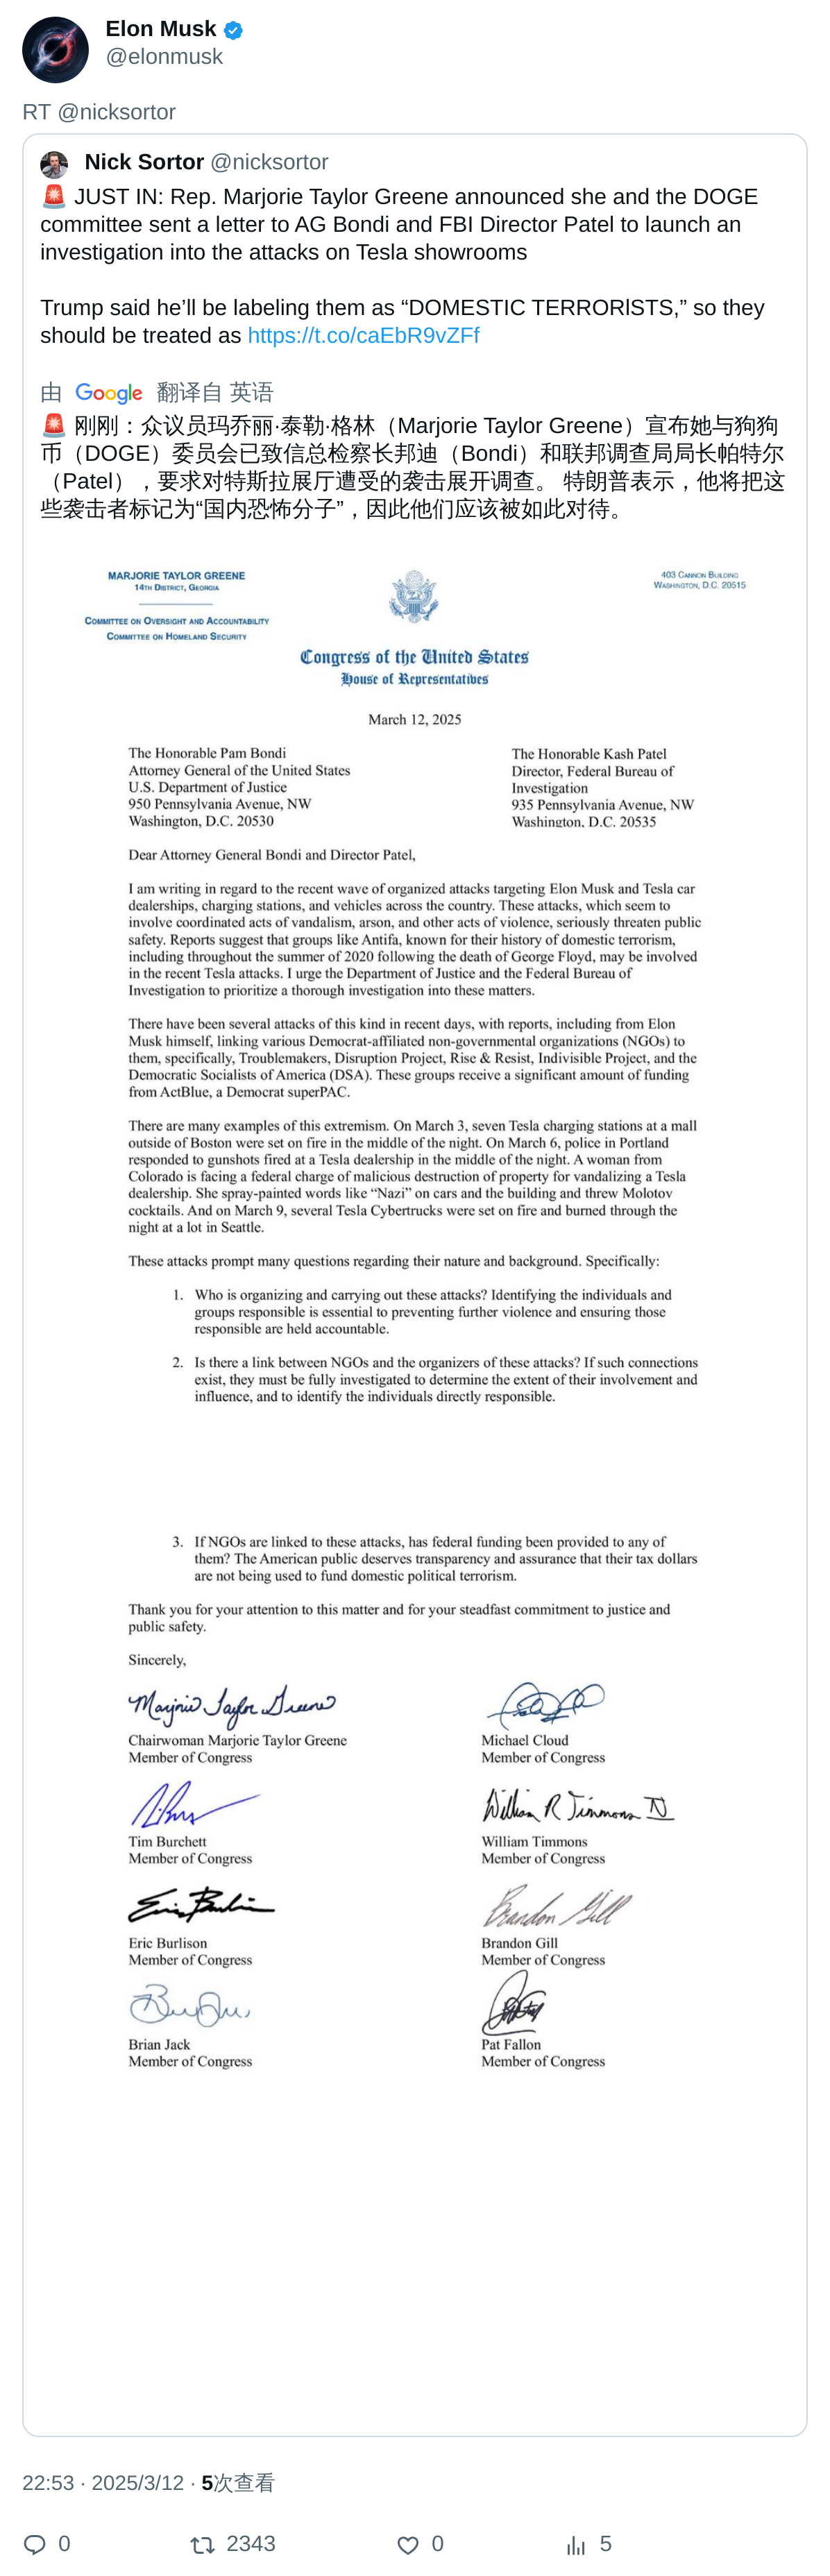 Elon Musk
@elonmusk
RT @nicksortor
Nick Sortor @nicksortor
🚨 JUST IN: Rep. Marjorie Taylor Greene announced she and the DOGE
committee sent a letter to AG Bondi and FBI Director Patel to launch an
investigation into the attacks on Tesla showrooms
Trump said he’ll be labeling them as “DOMESTIC TERRORISTS,” so they
should be treated as https://t.co/caEbR9vZFf
由 Google 翻译自 英语
🚨 刚刚：众议员玛乔丽·泰勒·格林（Marjorie Taylor Greene）宣布她与狗狗
币（DOGE）委员会已致信总检察长邦迪（Bondi）和联邦调查局局长帕特尔
（Patel），要求对特斯拉展厅遭受的袭击展开调查。 特朗普表示，他将把这
些袭击者标记为“国内恐怖分子”，因此他们应该被如此对待。
MARJORIE TAYLOR GREENE
14TH DISTRICT, GEORGIA
COMMITTEE ON OVERSIGHT AND ACCOUNTABILITY
COMMITTEE ON HOMELAND SECURITY
403 CANNON BUILDING
WASHINGTON, D.C. 20515
Congress of the United States
House of Representatives
March 12, 2025
The Honorable Pam Bondi
Attorney General of the United States
U.S. Department of Justice
950 Pennsylvania Avenue, NW
Washington, D.C. 20530
The Honorable Kash Patel
Director, Federal Bureau of
Investigation
935 Pennsylvania Avenue, NW
Washington, D.C. 20535
Dear Attorney General Bondi and Director Patel,
I am writing in regard to the recent wave of organized attacks targeting Elon Musk and Tesla car
dealerships, charging stations, and vehicles across the country. These attacks, which seem to
involve coordinated acts of vandalism, arson, and other acts of violence, seriously threaten public
safety. Reports suggest that groups like Antifa, known for their history of domestic terrorism,
including throughout the summer of 2020 following the death of George Floyd, may be involved
in the recent Tesla attacks. I urge the Department of Justice and the Federal Bureau of
Investigation to prioritize a thorough investigation into these matters.
There have been several attacks of this kind in recent days, with reports, including from Elon
Musk himself, linking various Democrat-affiliated non-governmental organizations (NGOs) to
them, specifically, Troublemakers, Disruption Project, Rise & Resist, Indivisible Project, and the
Democratic Socialists of America (DSA). These groups receive a significant amount of funding
from ActBlue, a Democrat superPAC.
There are many examples of this extremism. On March 3, seven Tesla charging stations at a mall
outside of Boston were set on fire in the middle of the night. On March 6, police in Portland
responded to gunshots fired at a Tesla dealership in the middle of the night. A woman from
Colorado is facing a federal charge of malicious destruction of property for vandalizing a Tesla
dealership. She spray-painted words like “Nazi” on cars and the building and threw Molotov
cocktails. And on March 9, several Tesla Cybertrucks were set on fire and burned through the
night at a lot in Seattle.
These attacks prompt many questions regarding their nature and background. Specifically:
1. Who is organizing and carrying out these attacks? Identifying the individuals and
groups responsible is essential to preventing further violence and ensuring those
responsible are held accountable.
2. Is there a link between NGOs and the organizers of these attacks? If such connections
exist, they must be fully investigated to determine the extent of their involvement and
influence, and to identify the individuals directly responsible.
3. If NGOs are linked to these attacks, has federal funding been provided to any of
them? The American public deserves transparency and assurance that their tax dollars
are not being used to fund domestic political terrorism.
Thank you for your attention to this matter and for your steadfast commitment to justice and
public safety.
Sincerely,
Marjorie Taylor Greene
Chairwoman Marjorie Taylor Greene
Member of Congress
Michael Cloud
Member of Congress
Tim Burchett
Member of Congress
William R Timmons IV
William Timmons
Member of Congress
Eric Burlison
Member of Congress
Brandon Gill
Brandon Gill
Member of Congress
Brian Jack
Member of Congress
Pat Fallon
Member of Congress
22:53 · 2025/3/12 · 5次查看
0
2343
0
5